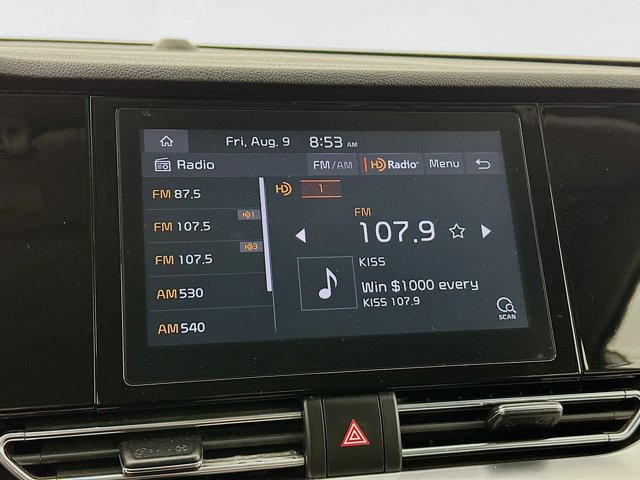 Fri, Aug. 9 8:53 AM
Radio FM/AM HD Radio Menu
FM 87.5
HD1
FM 107.5
HD3
FM 107.5
AM 530
AM 540
HD 1
FM
107.9
KISS
Win $1000 every
KISS 107.9
SCAN